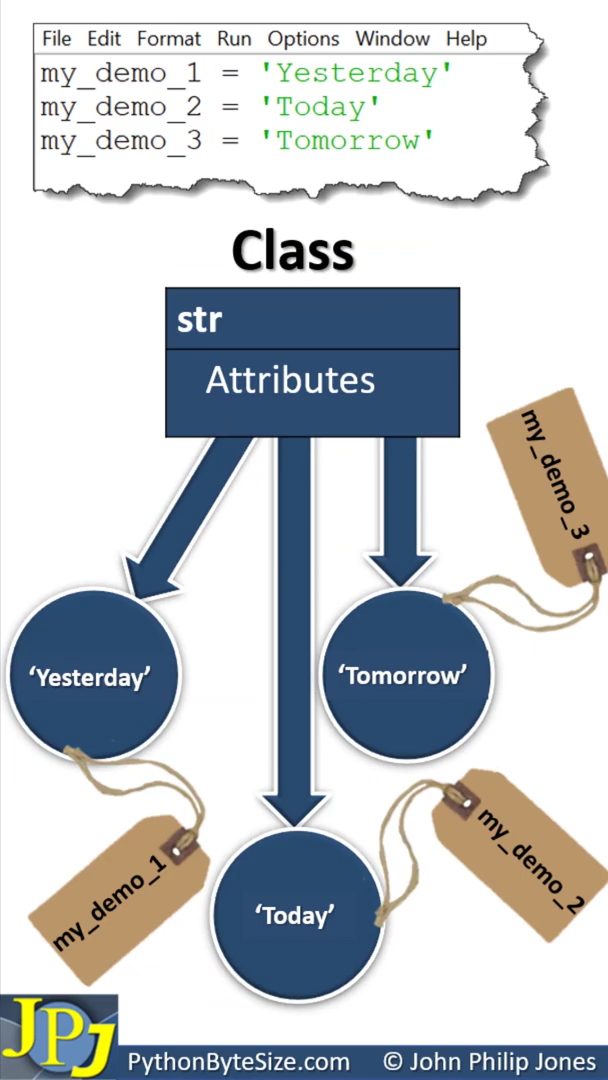 File Edit Format Run Options Window Help
my_demo_1 = 'Yesterday'
my_demo_2 = 'Today'
my_demo_3 = 'Tomorrow'
Class
str
Attributes
my_demo_3
‘Yesterday’
‘Tomorrow’
my_demo_1
my_demo_2
‘Today’
JPJ
PythonByteSize.com © John Philip Jones